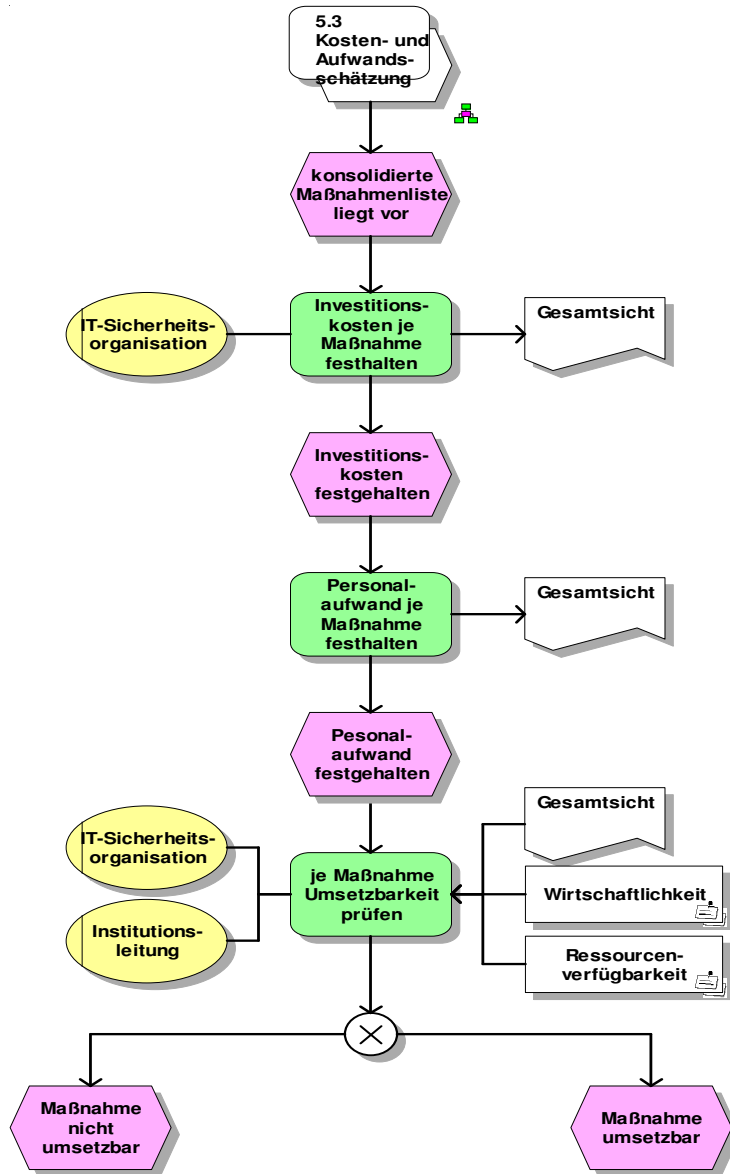 5.3
Kosten- und
Aufwands-
schätzung
konsolidierte
Maßnahmenliste
liegt vor
IT-Sicherheits-
organisation
Investitions-
kosten je
Maßnahme
festhalten
Gesamtsicht
Investitions-
kosten
festgehalten
Personal-
aufwand je
Maßnahme
festhalten
Gesamtsicht
Pesonal-
aufwand
festgehalten
IT-Sicherheits-
organisation
Institutions-
leitung
je Maßnahme
Umsetzbarkeit
prüfen
Gesamtsicht
Wirtschaftlichkeit
Ressourcen-
verfügbarkeit
Maßnahme
nicht
umsetzbar
Maßnahme
umsetzbar